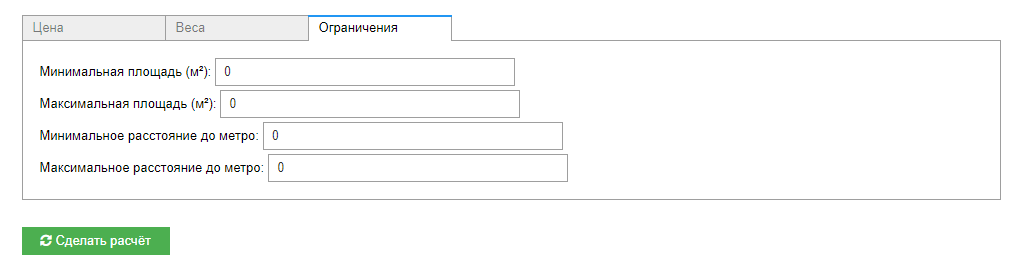 Цена Веса Ограничения
Минимальная площадь (м²): 0
Максимальная площадь (м²): 0
Минимальное расстояние до метро: 0
Максимальное расстояние до метро: 0
Сделать расчёт